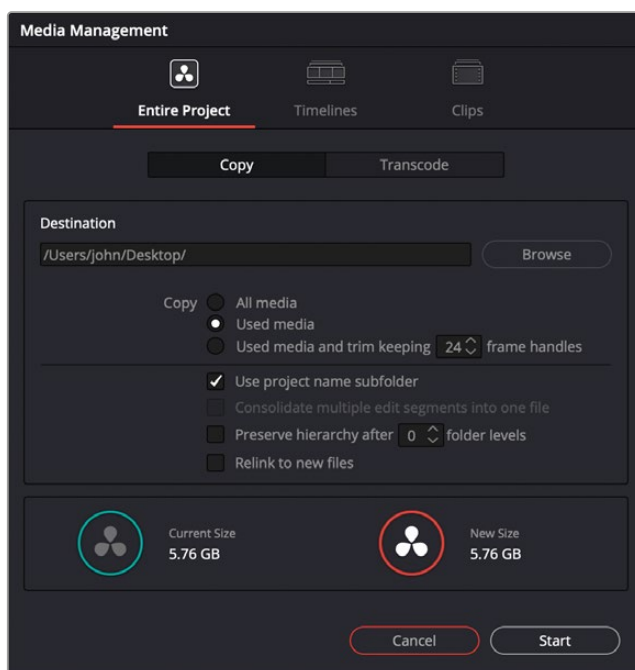 Media Management
Entire Project Timelines Clips
Copy Transcode
Destination
/Users/john/Desktop/ Browse
Copy All media
Used media
Used media and trim keeping 24 frame handles
Use project name subfolder
Consolidate multiple edit segments into one file
Preserve hierarchy after 0 folder levels
Relink to new files
Current Size New Size
5.76 GB 5.76 GB
Cancel Start